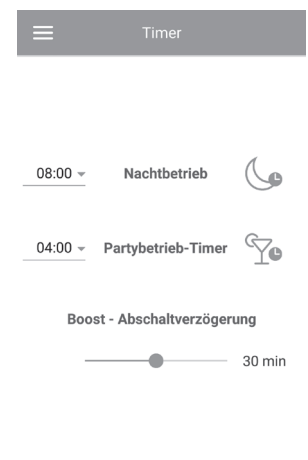 Timer
08:00 Nachtbetrieb
04:00 Partybetrieb-Timer
Boost - Abschaltverzögerung
30 min